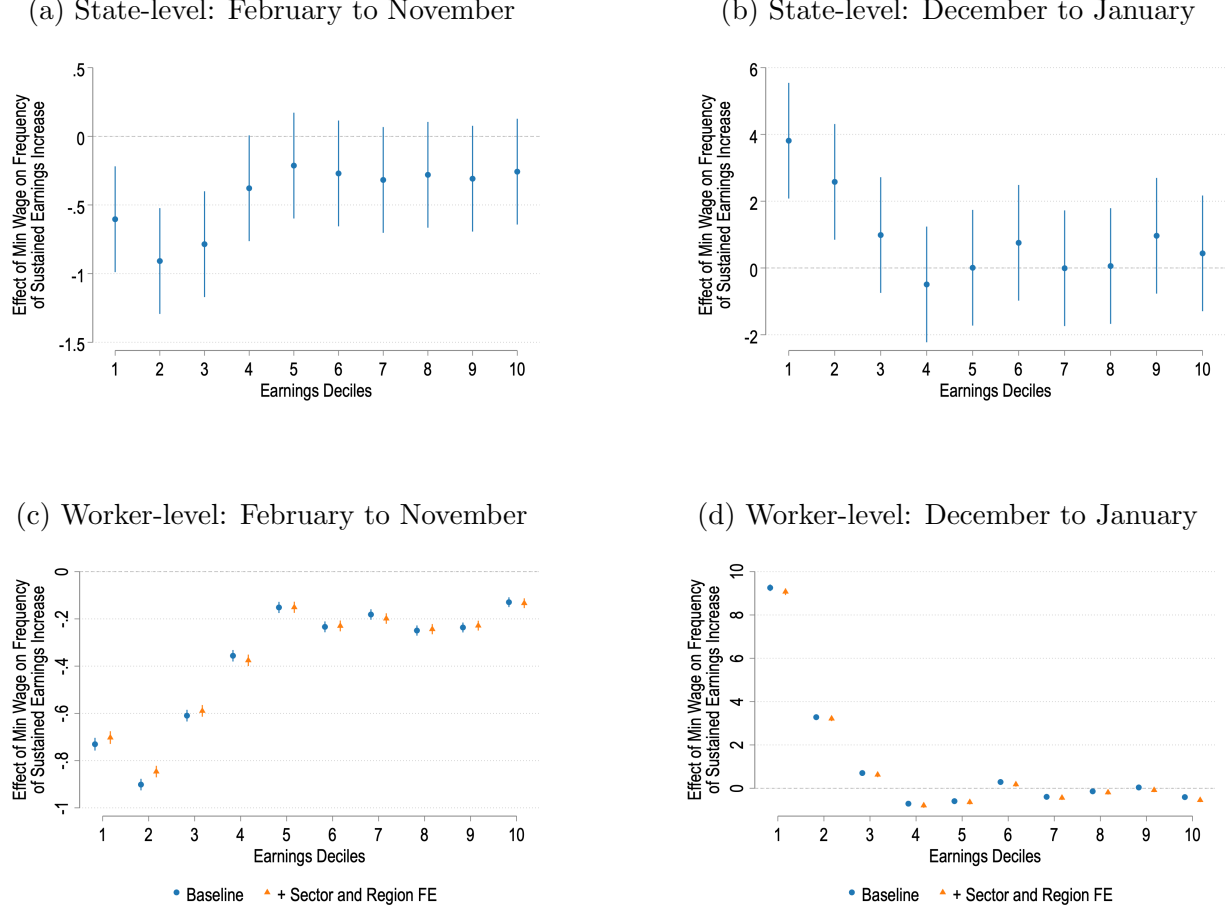 (a) State-level: February to November
.5
0
-.5
-1
-1.5
Effect of Min Wage on Frequency
of Sustained Earnings Increase
1 2 3 4 5 6 7 8 9 10
Earnings Deciles
(b) State-level: December to January
6
4
2
0
-2
Effect of Min Wage on Frequency
of Sustained Earnings Increase
1 2 3 4 5 6 7 8 9 10
Earnings Deciles
(c) Worker-level: February to November
0
-.2
-.4
-.6
-.8
-1
Effect of Min Wage on Frequency
of Sustained Earnings Increase
1 2 3 4 5 6 7 8 9 10
Earnings Deciles
Baseline + Sector and Region FE
(d) Worker-level: December to January
10
8
6
4
2
0
Effect of Min Wage on Frequency
of Sustained Earnings Increase
1 2 3 4 5 6 7 8 9 10
Earnings Deciles
Baseline + Sector and Region FE